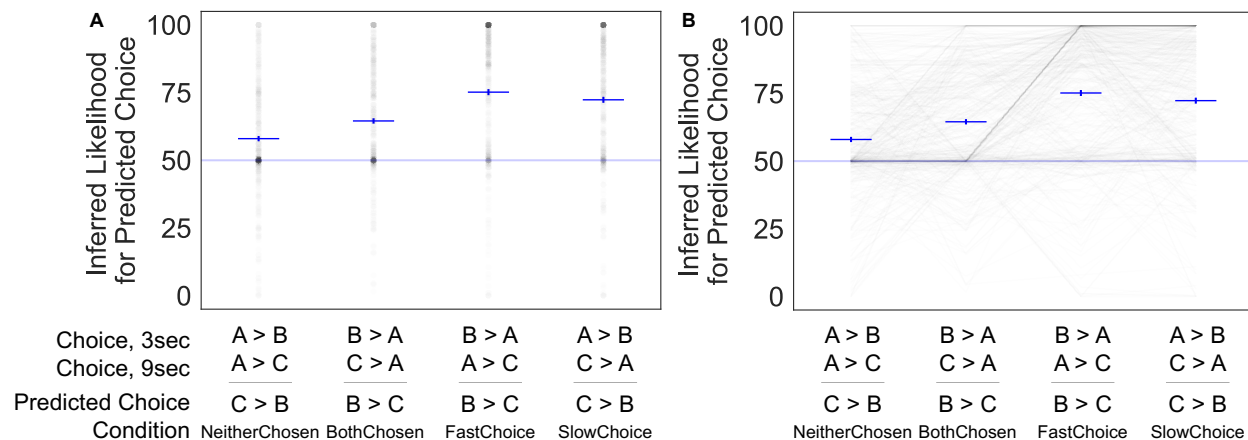 A
Inferred Likelihood
for Predicted Choice
100
75
50
25
0
B
Inferred Likelihood
for Predicted Choice
100
75
50
25
0
Choice, 3sec A > B B > A B > A A > B A > B B > A B > A A > B
Choice, 9sec A > C C > A A > C C > A A > C C > A A > C C > A
Predicted Choice C > B B > C B > C C > B C > B B > C B > C C > B
Condition NeitherChosen BothChosen FastChoice SlowChoice NeitherChosen BothChosen FastChoice SlowChoice